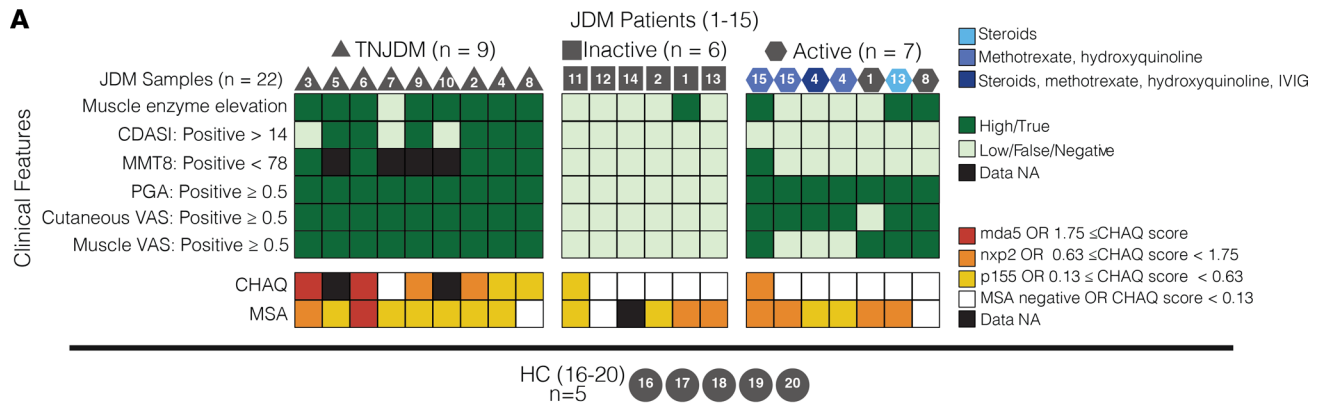 A
JDM Patients (1-15)
TNJDM (n = 9) Inactive (n = 6) Active (n = 7)
JDM Samples (n = 22) 3 5 6 7 9 10 2 4 8 11 12 14 2 1 13 15 15 4 4 1 13 8
Clinical Features
Muscle enzyme elevation
CDASI: Positive > 14
MMT8: Positive < 78
PGA: Positive ≥ 0.5
Cutaneous VAS: Positive ≥ 0.5
Muscle VAS: Positive ≥ 0.5
CHAQ
MSA
Steroids
Methotrexate, hydroxyquinoline
Steroids, methotrexate, hydroxyquinoline, IVIG
High/True
Low/False/Negative
Data NA
mda5 OR 1.75 ≤CHAQ score
nxp2 OR 0.63 ≤CHAQ score < 1.75
p155 OR 0.13 ≤ CHAQ score < 0.63
MSA negative OR CHAQ score < 0.13
Data NA
HC (16-20) 16 17 18 19 20
n=5